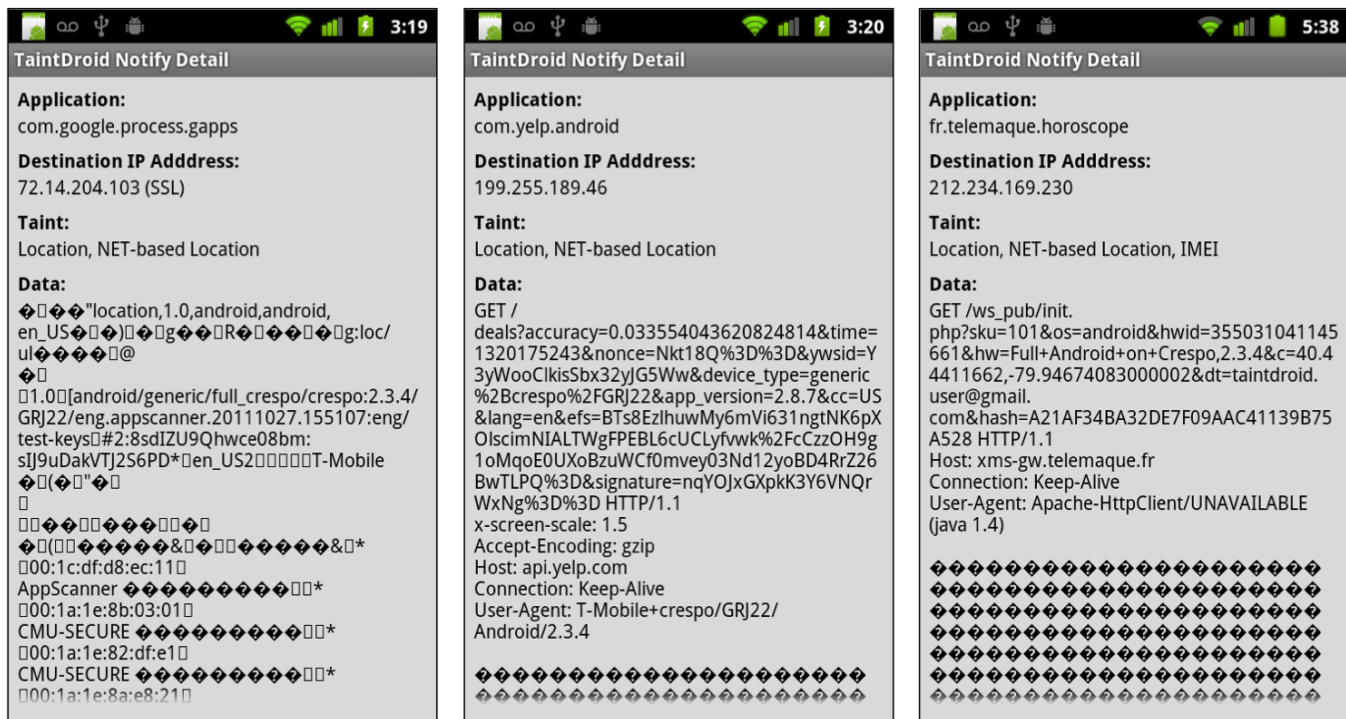 3:19
TaintDroid Notify Detail
Application:
com.google.process.gapps
Destination IP Adddress:
72.14.204.103 (SSL)
Taint:
Location, NET-based Location
Data:
�▯��"location,1.0,android,android,
en_US�▯�)▯�g��▯R�▯��▯�▯g:loc/
ul����▯@
�▯
▯1.0▯[android/generic/full_crespo/crespo:2.3.4/
GRJ22/eng.appscanner.20111027.155107:eng/
test-keys▯#2:8sdIZU9Qhwce08bm:
sIJ9uDakVTJ2S6PD*▯en_US2▯▯▯▯▯T-Mobile
�▯(�▯"�▯
▯
▯▯��▯▯���▯▯�▯
�▯(▯▯�����&▯�▯▯�����&▯*
▯00:1c:df:d8:ec:11▯
AppScanner ���������▯▯*
▯00:1a:1e:8b:03:01▯
CMU-SECURE ���������▯▯*
▯00:1a:1e:82:df:e1▯
CMU-SECURE ���������▯▯*
▯00:1a:1e:8a:e8:21▯
3:20
TaintDroid Notify Detail
Application:
com.yelp.android
Destination IP Adddress:
199.255.189.46
Taint:
Location, NET-based Location
Data:
GET /
deals?accuracy=0.033554043620824814&time=
1320175243&nonce=Nkt18Q%3D%3D&ywsid=Y
3yWooClkisSbx32yJG5Ww&device_type=generic
%2Bcrespo%2FGRJ22&app_version=2.8.7&cc=US
&lang=en&efs=BTs8EzIhuwMy6mVi631ngtNK6pX
OlscimNIALTWgFPEBL6cUCLyfvwk%2FcCzzOH9g
1oMqoE0UXoBzuWCf0mvey03Nd12yoBD4RrZ26
BwTLPQ%3D&signature=nqYOJxGXpkK3Y6VNQr
WxNg%3D%3D HTTP/1.1
x-screen-scale: 1.5
Accept-Encoding: gzip
Host: api.yelp.com
Connection: Keep-Alive
User-Agent: T-Mobile+crespo/GRJ22/
Android/2.3.4
5:38
TaintDroid Notify Detail
Application:
fr.telemaque.horoscope
Destination IP Adddress:
212.234.169.230
Taint:
Location, NET-based Location, IMEI
Data:
GET /ws_pub/init.
php?sku=101&os=android&hwid=355031041145
661&hw=Full+Android+on+Crespo,2.3.4&c=40.4
4411662,-79.94674083000002&dt=taintdroid.
user@gmail.
com&hash=A21AF34BA32DE7F09AAC41139B75
A528 HTTP/1.1
Host: xms-gw.telemaque.fr
Connection: Keep-Alive
User-Agent: Apache-HttpClient/UNAVAILABLE
(java 1.4)